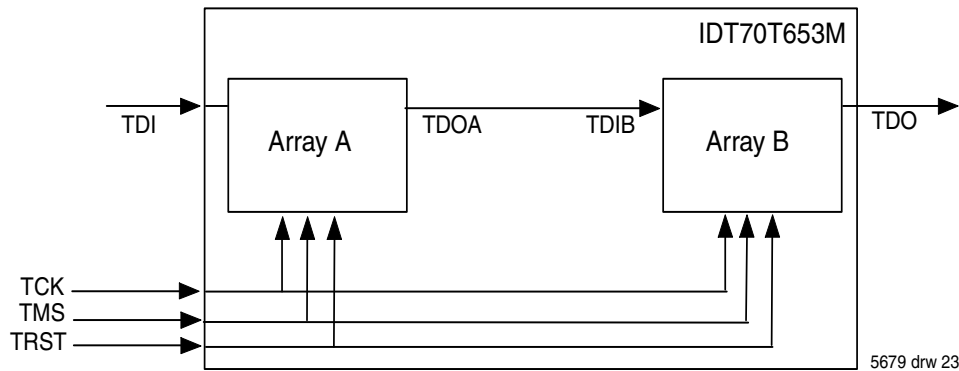 IDT70T653M
TDI
Array A
TDOA
TDIB
Array B
TDO
TCK
TMS
TRST
5679 drw 23